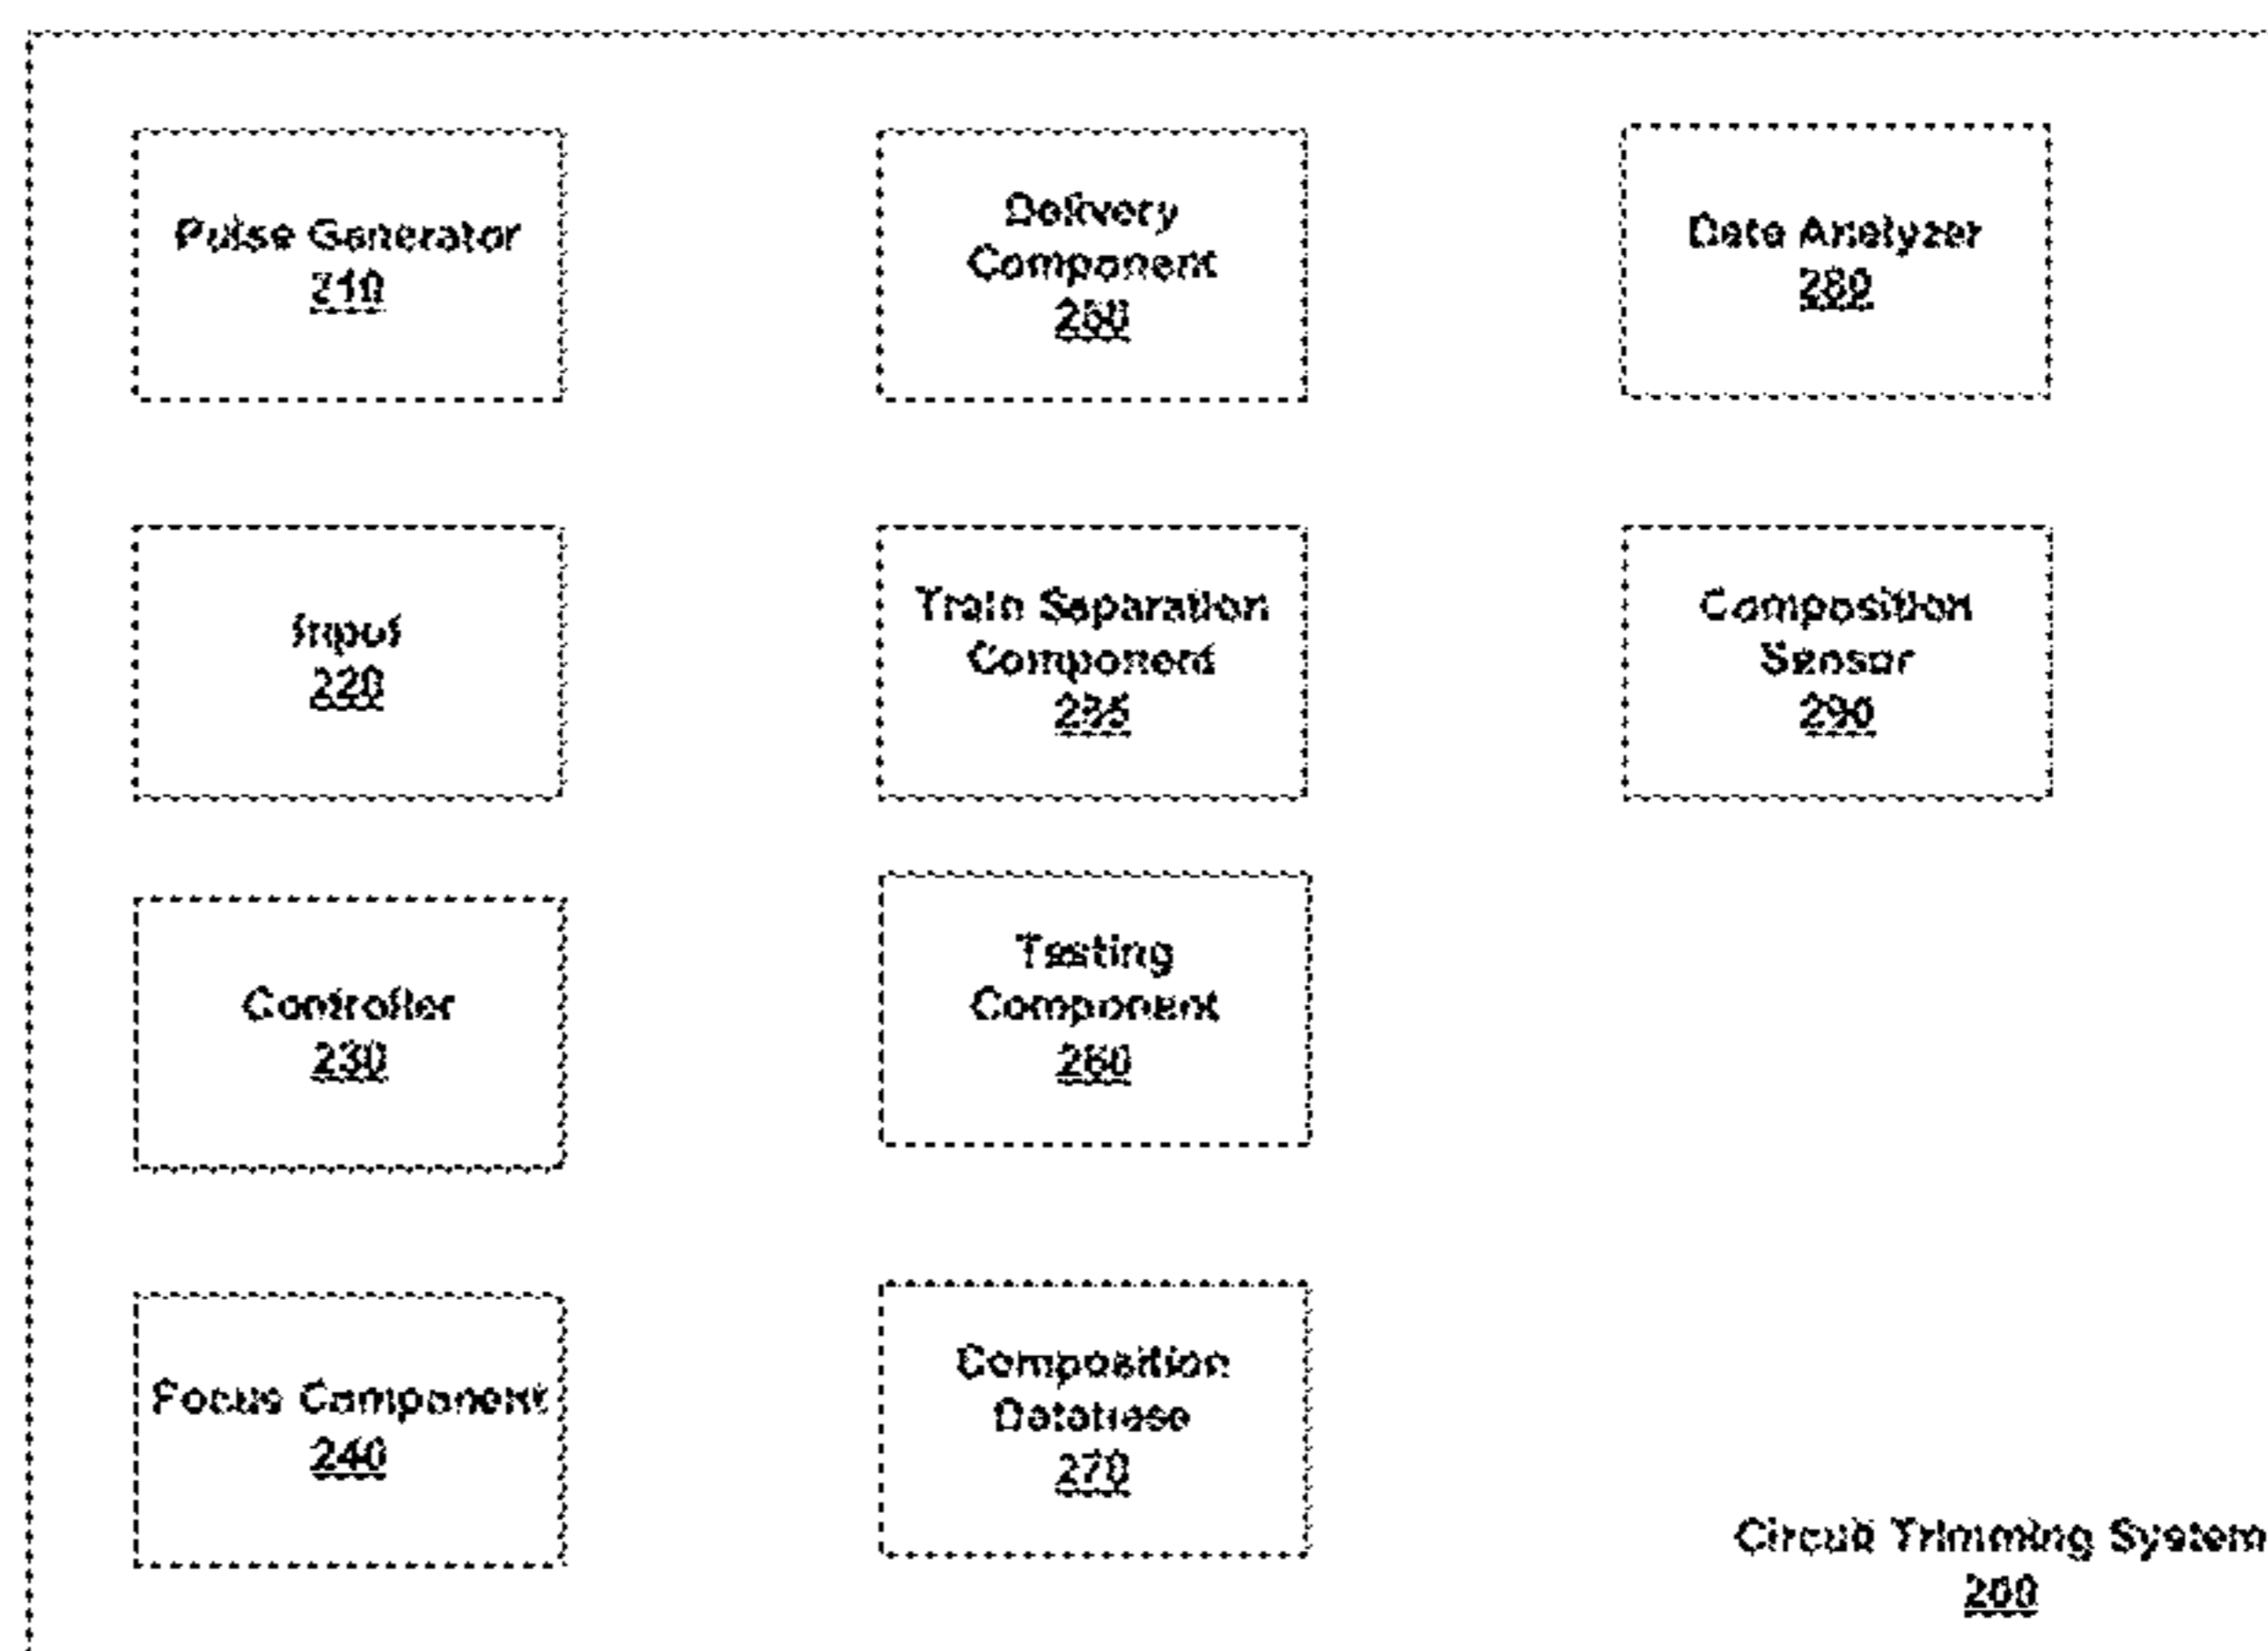 Pulse Generator
210
Input
220
Controller
230
Focus Component
240
Delivery
Component
250
Train Separation
Component
255
Testing
Component
260
Composition
Database
270
Data Analyzer
280
Composition
Sensor
290
Circuit Trimming System
200